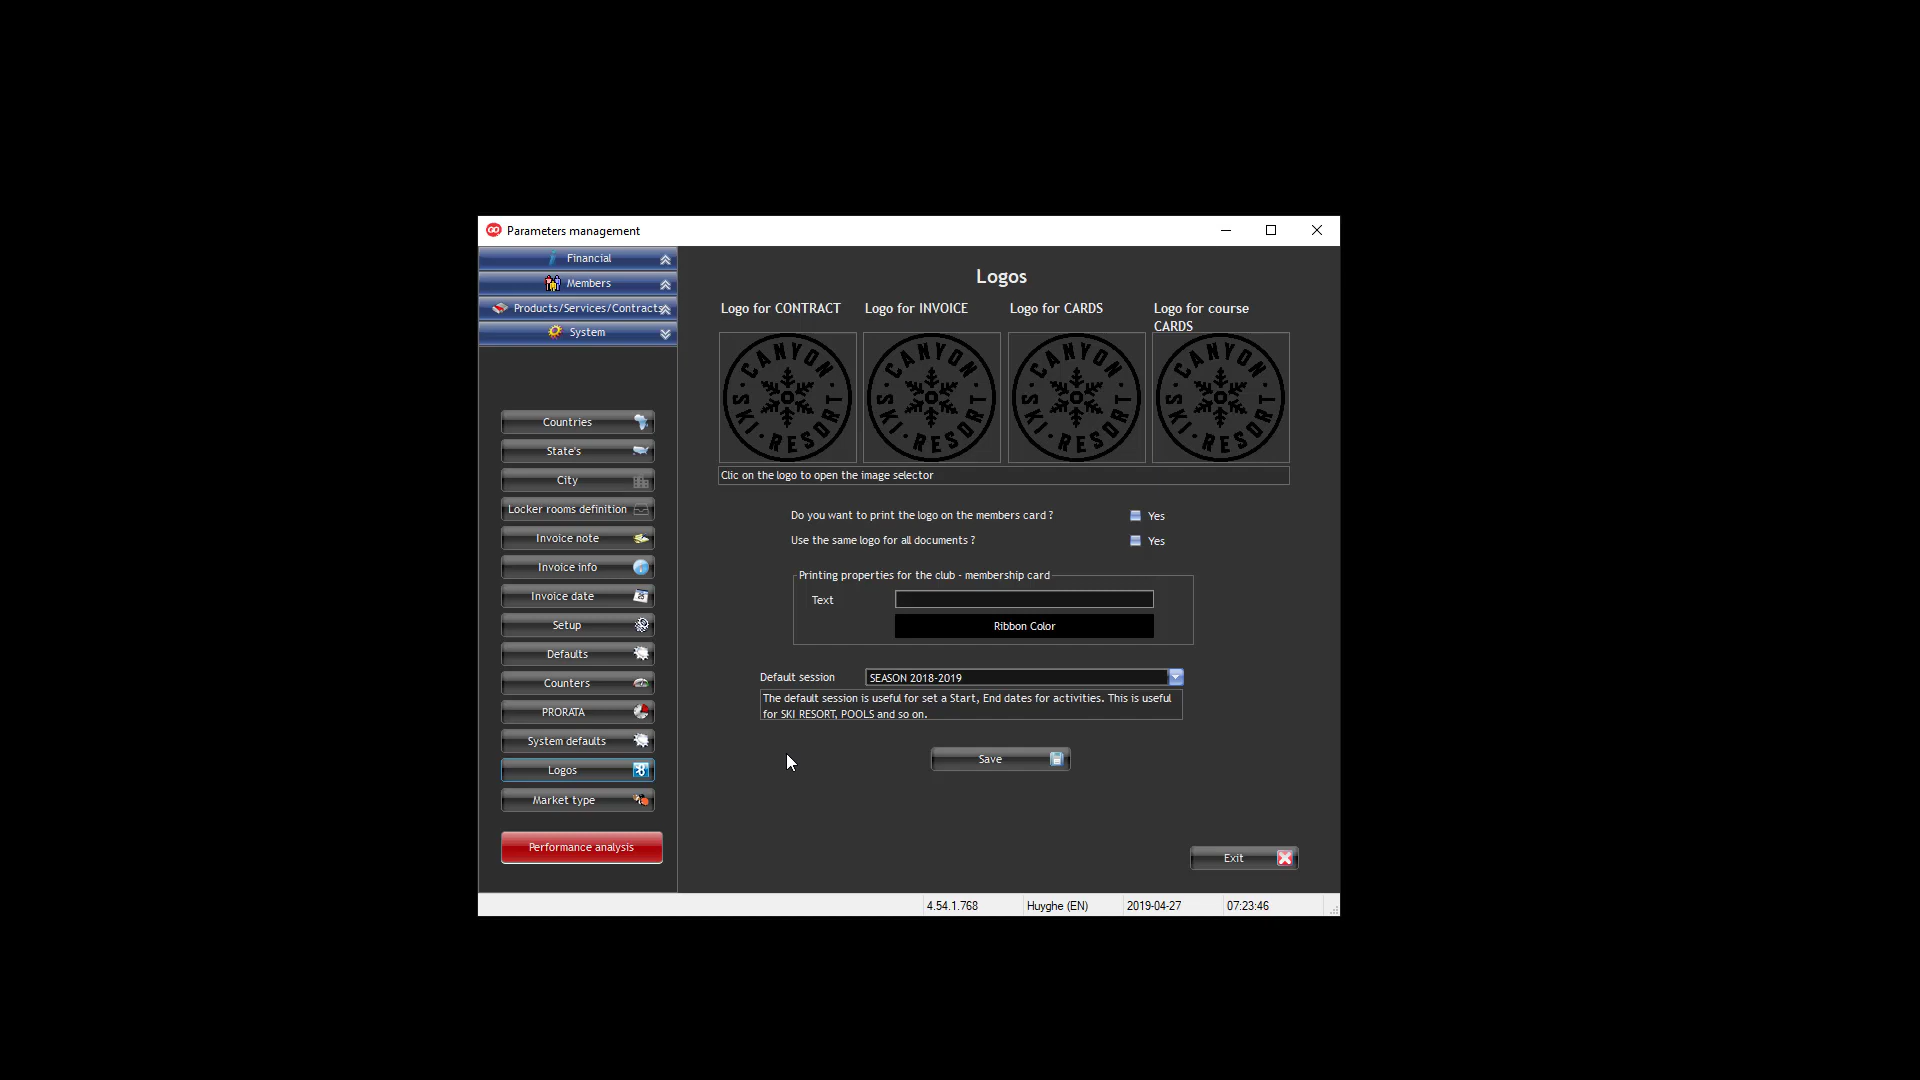 Parameters management
Financial
Members
Products/Services/Contracts
System
Countries
State's
City
Locker rooms definition
Invoice note
Invoice info
Invoice date
Setup
Defaults
Counters
PRORATA
System defaults
Logos
Market type
Performance analysis
Logos
Logo for CONTRACT
Logo for INVOICE
Logo for CARDS
Logo for course
CARDS
CANYON
SKI · RESORT
CANYON
SKI · RESORT
CANYON
SKI · RESORT
CANYON
SKI · RESORT
Clic on the logo to open the image selector
Do you want to print the logo on the members card ?
Yes
Use the same logo for all documents ?
Yes
Printing properties for the club - membership card
Text
Ribbon Color
Default session
SEASON 2018-2019
The default session is useful for set a Start, End dates for activities. This is useful
for SKI RESORT, POOLS and so on.
Save
Exit
4.54.1.768
Huyghe (EN)
2019-04-27
07:23:46